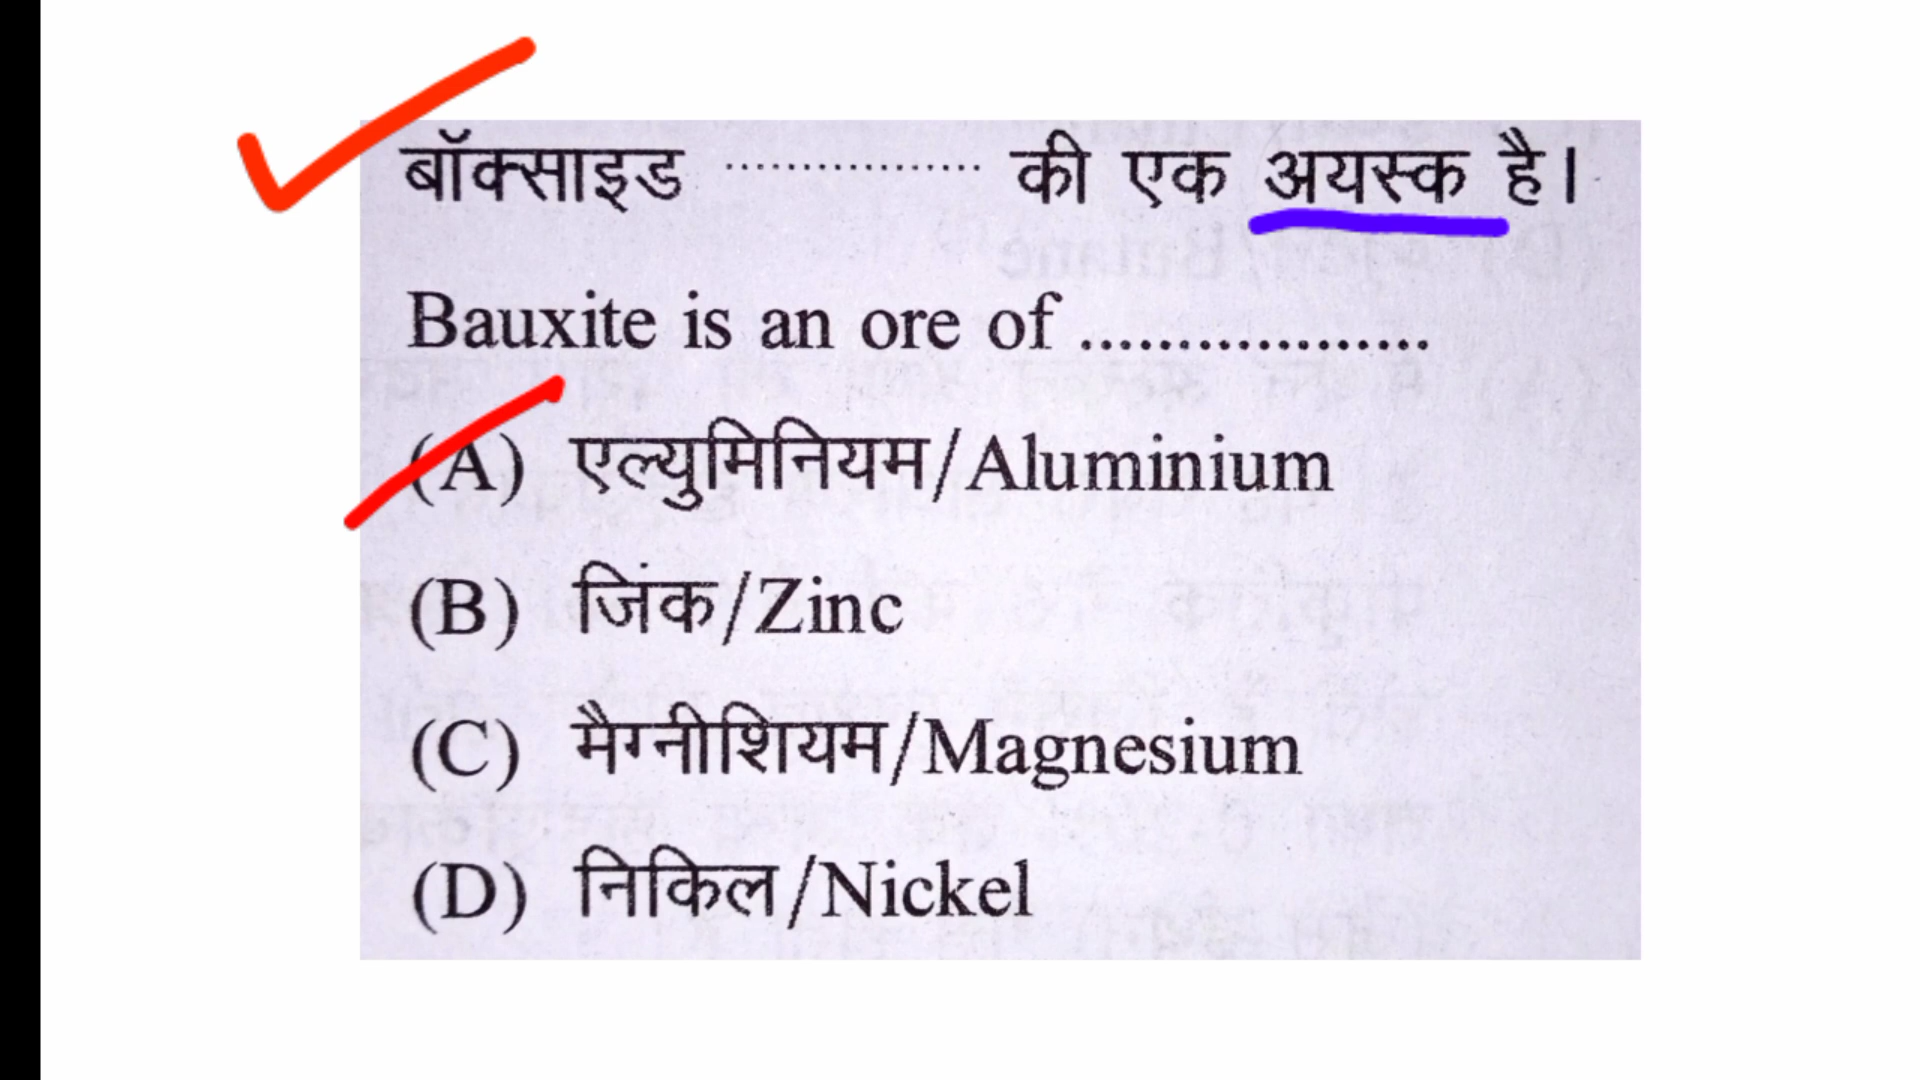 बॉक्साइड ................ की एक अयस्क है।
Bauxite is an ore of ..................
(A) एल्युमिनियम/Aluminium
(B) जिंक/Zinc
(C) मैग्नीशियम/Magnesium
(D) निकिल/Nickel